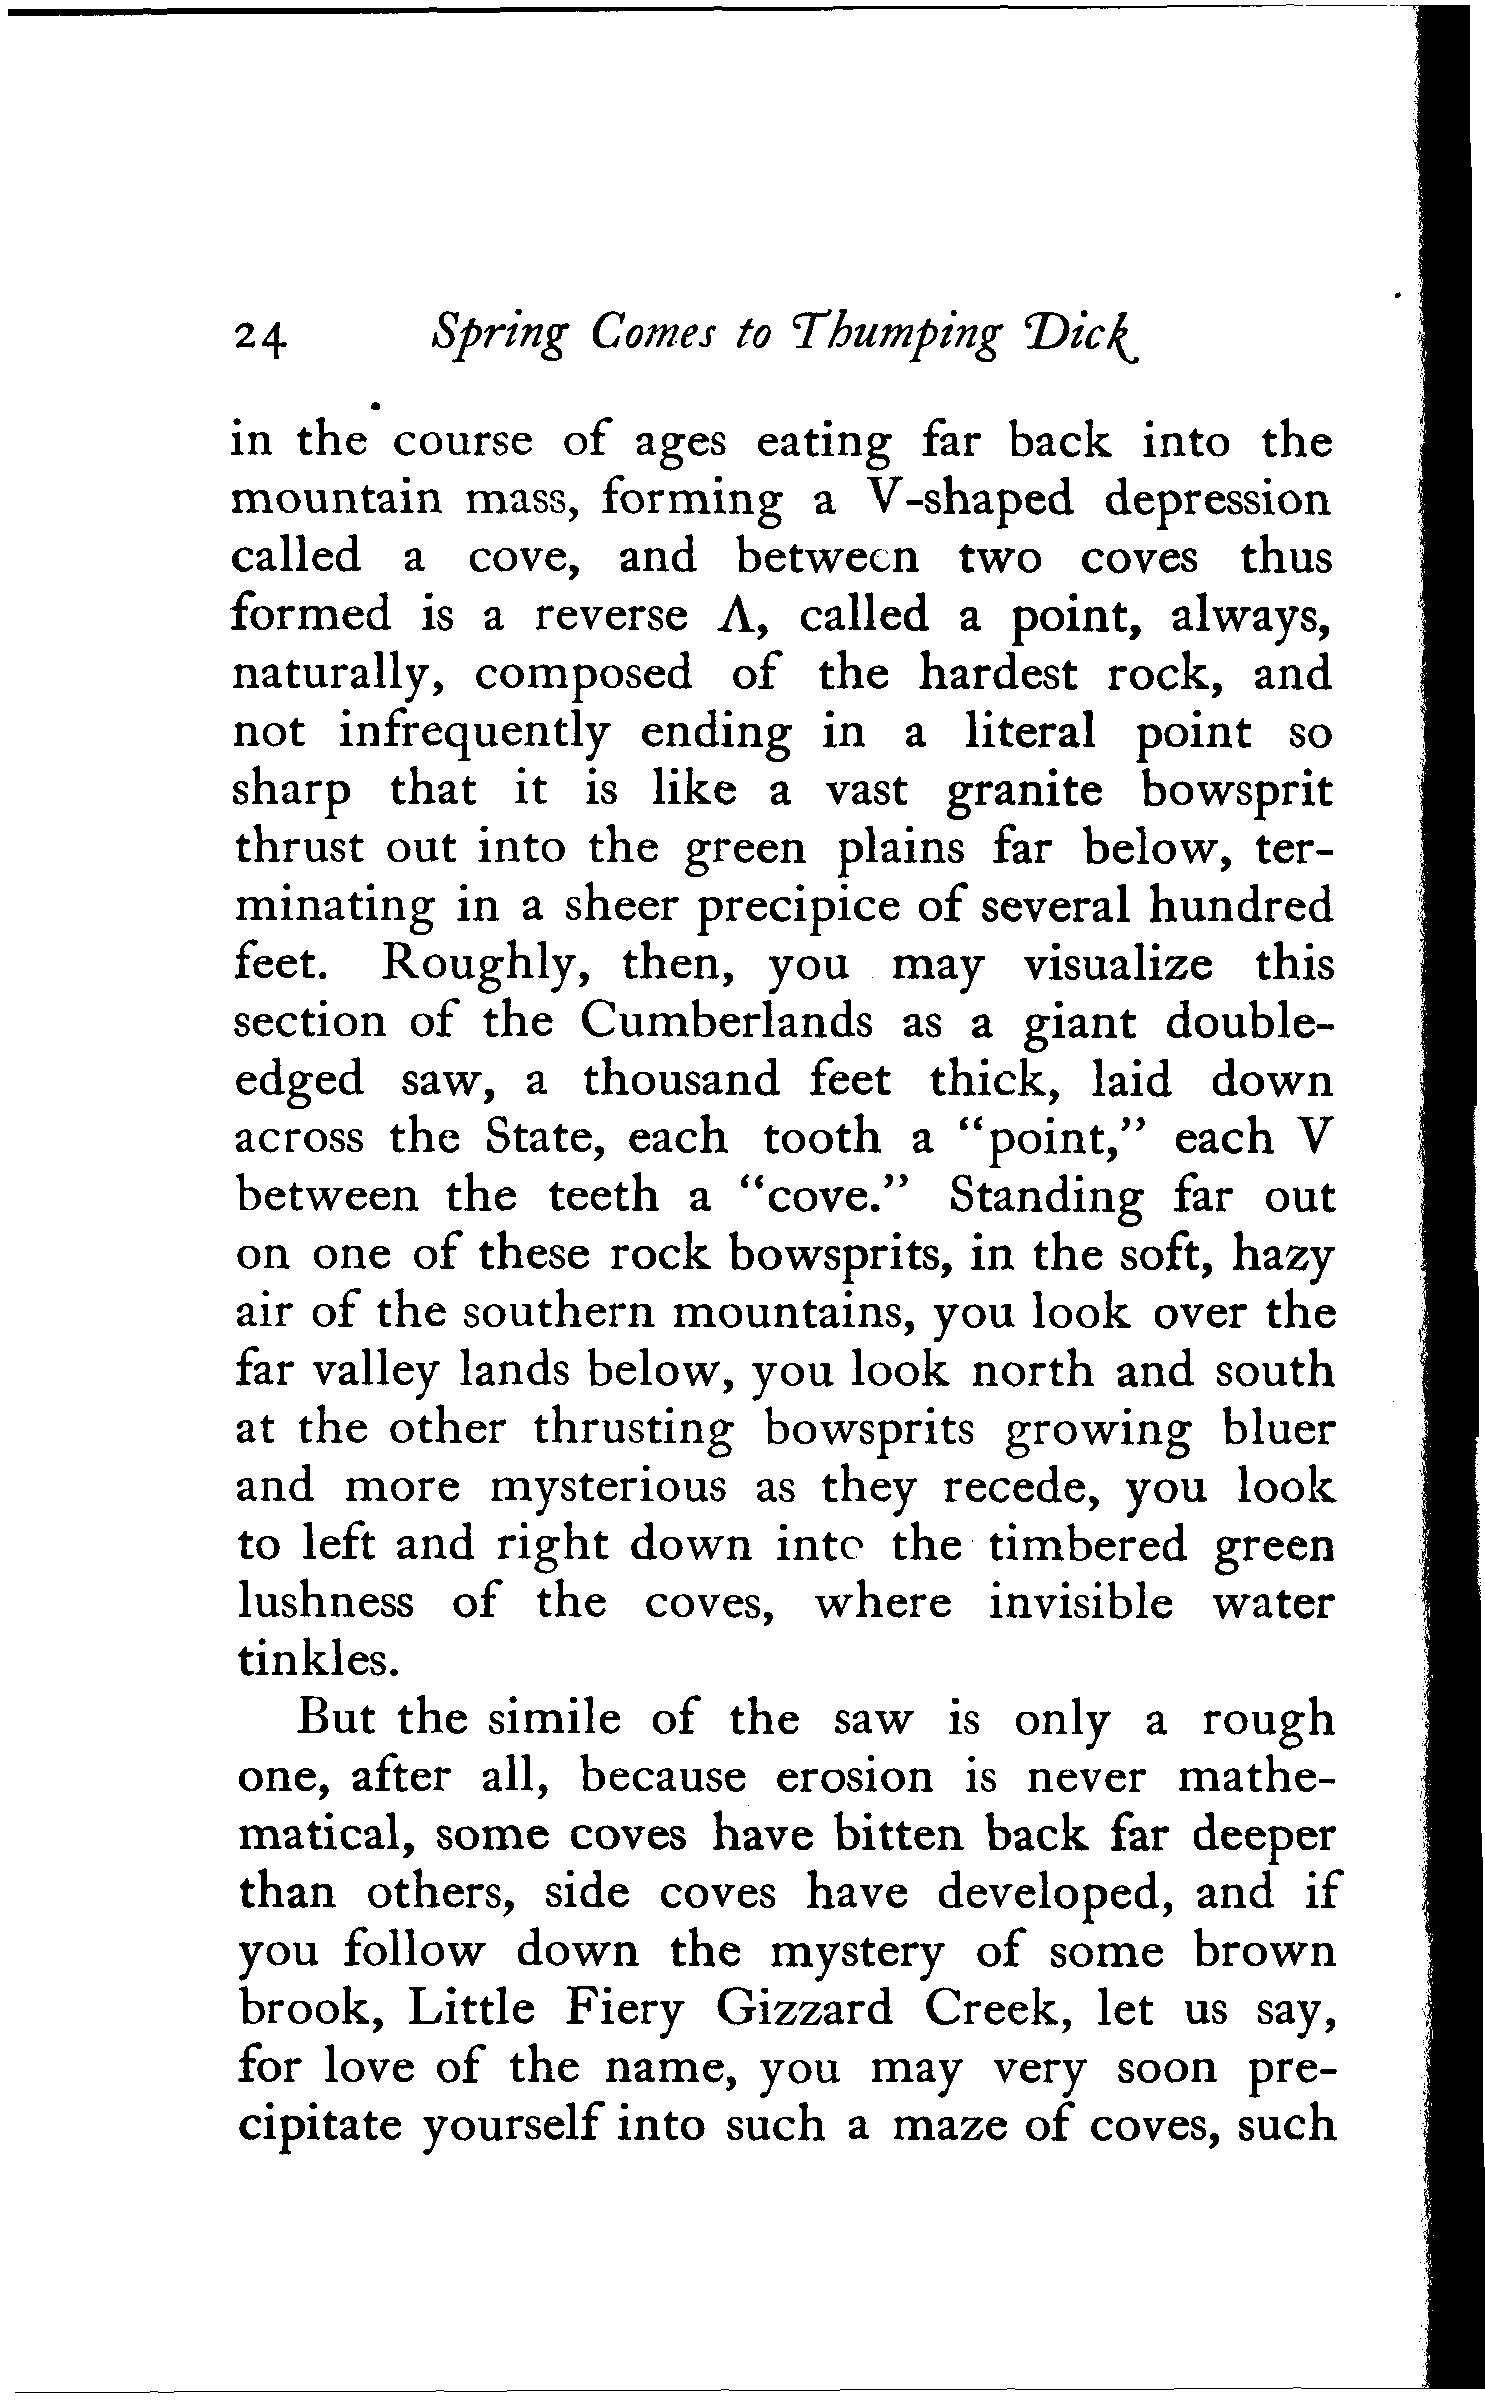 24 Spring Comes to Thumping Dick
in the course of ages eating far back into the
mountain mass, forming a V-shaped depression
called a cove, and between two coves thus
formed is a reverse Λ, called a point, always,
naturally, composed of the hardest rock, and
not infrequently ending in a literal point so
sharp that it is like a vast granite bowsprit
thrust out into the green plains far below, ter-
minating in a sheer precipice of several hundred
feet. Roughly, then, you may visualize this
section of the Cumberlands as a giant double-
edged saw, a thousand feet thick, laid down
across the State, each tooth a “point,” each V
between the teeth a “cove.” Standing far out
on one of these rock bowsprits, in the soft, hazy
air of the southern mountains, you look over the
far valley lands below, you look north and south
at the other thrusting bowsprits growing bluer
and more mysterious as they recede, you look
to left and right down into the timbered green
lushness of the coves, where invisible water
tinkles.
But the simile of the saw is only a rough
one, after all, because erosion is never mathe-
matical, some coves have bitten back far deeper
than others, side coves have developed, and if
you follow down the mystery of some brown
brook, Little Fiery Gizzard Creek, let us say,
for love of the name, you may very soon pre-
cipitate yourself into such a maze of coves, such